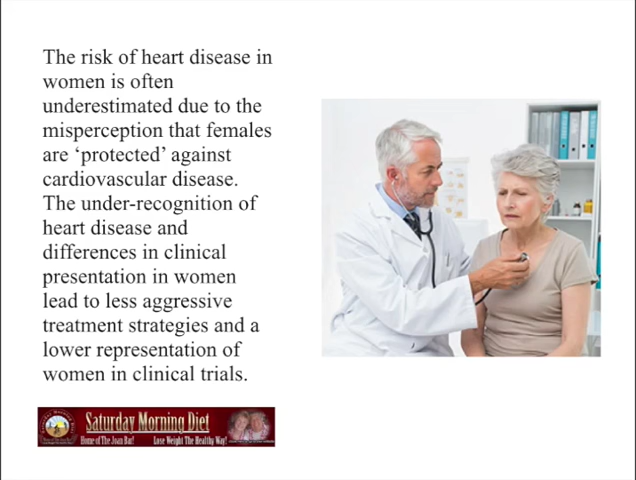 The risk of heart disease in
women is often
underestimated due to the
misperception that females
are ‘protected’ against
cardiovascular disease.
The under-recognition of
heart disease and
differences in clinical
presentation in women
lead to less aggressive
treatment strategies and a
lower representation of
women in clinical trials.
Saturday Morning Diet
Home of The Joan Bar! Lose Weight The Healthy Way!